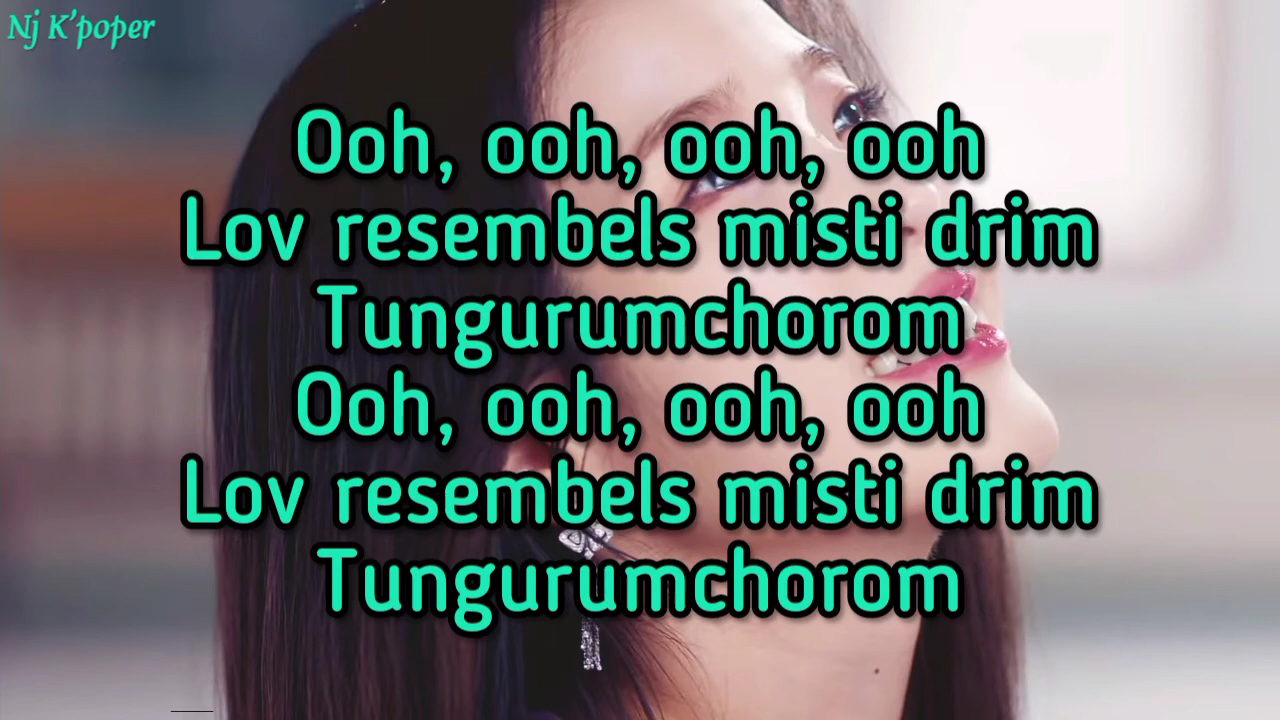 Nj K'poper
Ooh, ooh, ooh, ooh
Lov resembels misti drim
Tungurumchorom
Ooh, ooh, ooh, ooh
Lov resembels misti drim
Tungurumchorom